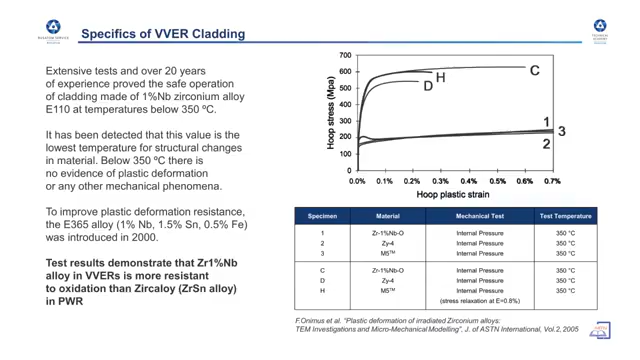 Specifics of VVER Cladding
TECHNICAL
ACADEMY
Extensive tests and over 20 years
of experience proved the safe operation
of cladding made of 1%Nb zirconium alloy
E110 at temperatures below 350 ºC.
It has been detected that this value is the
lowest temperature for structural changes
in material. Below 350 ºC there is
no evidence of plastic deformation
or any other mechanical phenomena.
To improve plastic deformation resistance,
the E365 alloy (1% Nb, 1.5% Sn, 0.5% Fe)
was introduced in 2000.
Test results demonstrate that Zr1%Nb
alloy in VVERs is more resistant
to oxidation than Zircaloy (ZrSn alloy)
in PWR
Hoop stress (Mpa)
700
600
500
400
300
200
100
0
C
H
D
1
3
2
0.0% 0.1% 0.2% 0.3% 0.4% 0.5% 0.6% 0.7%
Hoop plastic strain
Specimen Material Mechanical Test Test Temperature
1 Zr-1%Nb-O Internal Pressure 350 °C
2 Zy-4 Internal Pressure 350 °C
3 M5TM Internal Pressure 350 °C
C Zr-1%Nb-O Internal Pressure 350 °C
D Zy-4 Internal Pressure 350 °C
H M5TM Internal Pressure 350 °C
(stress relaxation at E=0.8%)
F.Onimus et al. "Plastic deformation of irradiated Zirconium alloys:
TEM Investigations and Micro-Mechanical Modelling", J. of ASTN International, Vol.2, 2005